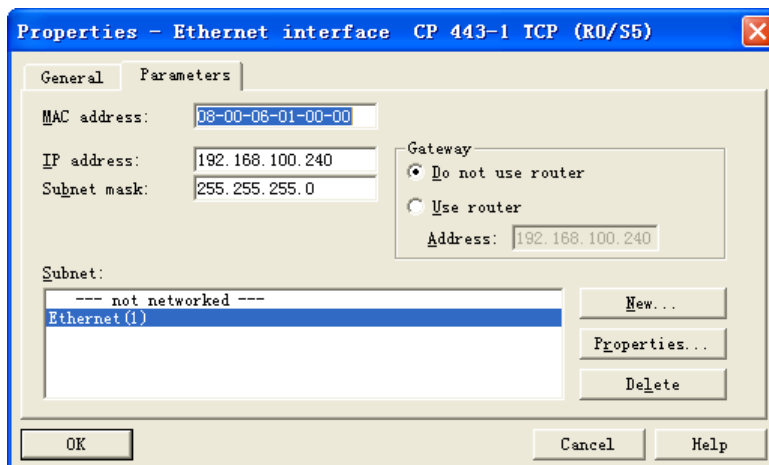 Properties - Ethernet interface CP 443-1 TCP (R0/S5)
General Parameters
MAC address: 08-00-06-01-00-00
IP address: 192.168.100.240
Subnet mask: 255.255.255.0
Gateway
Do not use router
Use router
Address: 192.168.100.240
Subnet:
--- not networked ---
Ethernet(1)
New...
Properties...
Delete
OK Cancel Help